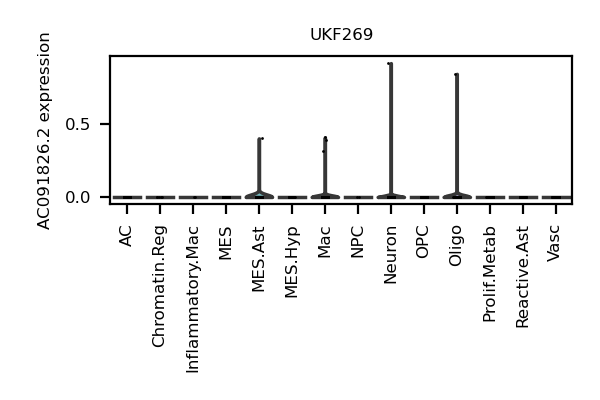 UKF269
AC091826.2 expression
0.5
0.0
AC
Chromatin.Reg
Inflammatory.Mac
MES
MES.Ast
MES.Hyp
Mac
NPC
Neuron
OPC
Oligo
Prolif.Metab
Reactive.Ast
Vasc